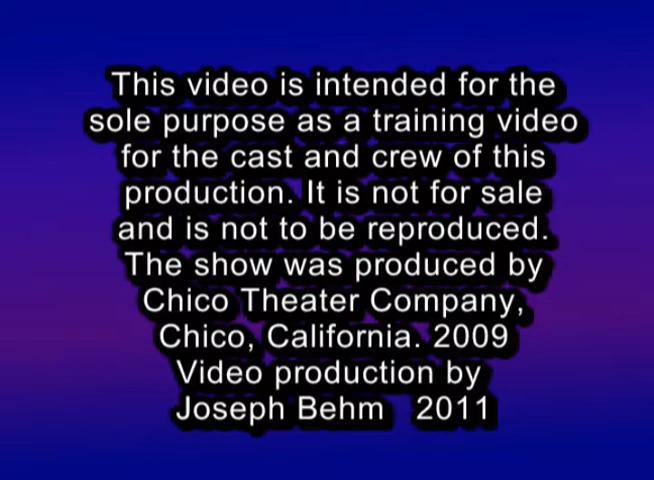 This video is intended for the
sole purpose as a training video
for the cast and crew of this
production. It is not for sale
and is not to be reproduced.
The show was produced by
Chico Theater Company,
Chico, California. 2009
Video production by
Joseph Behm 2011